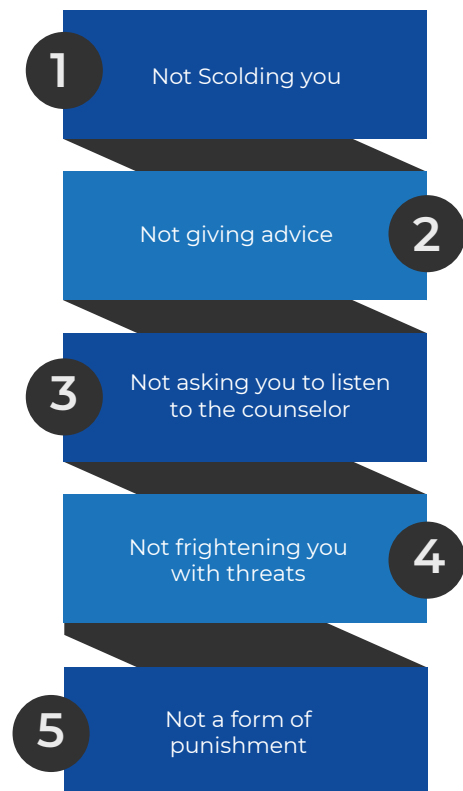 1
Not Scolding you
Not giving advice
2
3
Not asking you to listen
to the counselor
Not frightening you
with threats
4
5
Not a form of
punishment